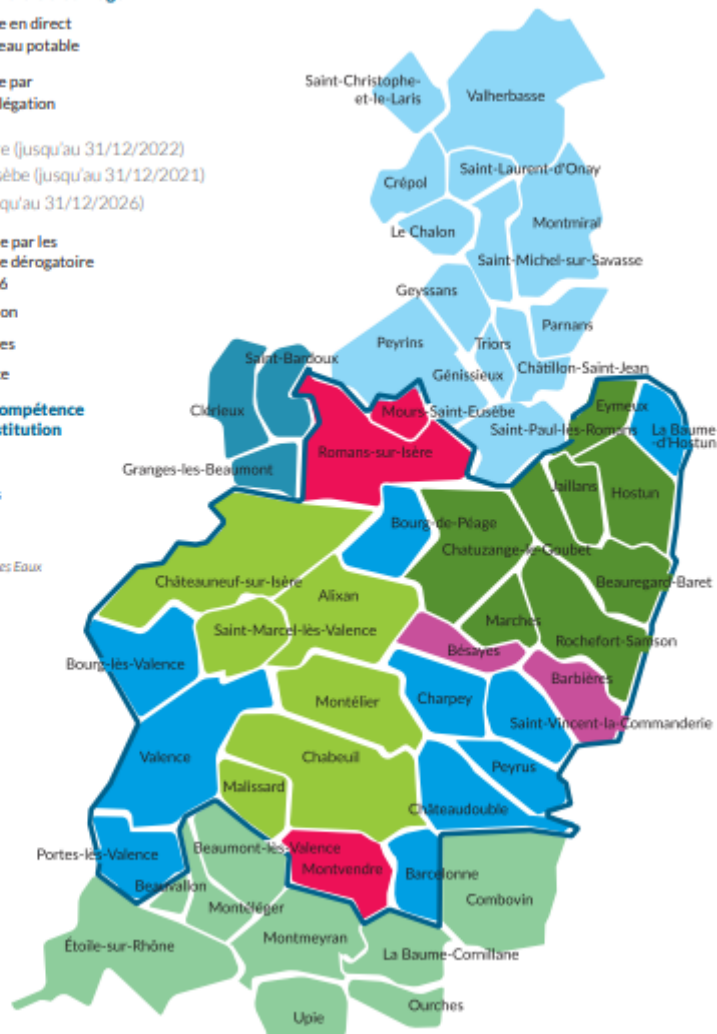 e en direct
eau potable
e par
légation
e (jusqu'au 31/12/2022)
sèbe (jusqu'au 31/12/2021)
qu'au 31/12/2026)
e par les
e dérogatoire
6
on
es
e
ompétence
stitution
s
es Eaux
Saint-Christophe-
et-le-Laris
Valherbasse
Saint-Laurent-d'Onay
Crépol
Montmiral
Le Chalon
Saint-Michel-sur-Savasse
Geyssans
Parnans
Peyrins
Triors
Saint-Bardoux
Châtillon-Saint-Jean
Génissieux
Clérieux
Mours-Saint-Eusèbe
Eymeux
Saint-Paul-lès-Romans
La Baume
-d'Hostun
Romans-sur-Isère
Granges-les-Beaumont
Jaillans
Hostun
Bourg-de-Péage
Chatuzange-le-Goubet
Châteauneuf-sur-Isère
Beauregard-Baret
Alixan
Marches
Saint-Marcel-lès-Valence
Rochefort-Samson
Bésayes
Bourg-lès-Valence
Barbières
Charpey
Montélier
Saint-Vincent-la-Commanderie
Valence
Chabeuil
Peyrus
Malissard
Châteaudouble
Beaumont-lès-Valence
Portes-lès-Valence
Montvendre
Barcelonne
Beauvallon
Combovin
Montéléger
Montmeyran
Étoile-sur-Rhône
La Baume-Cornillane
Ourches
Upie